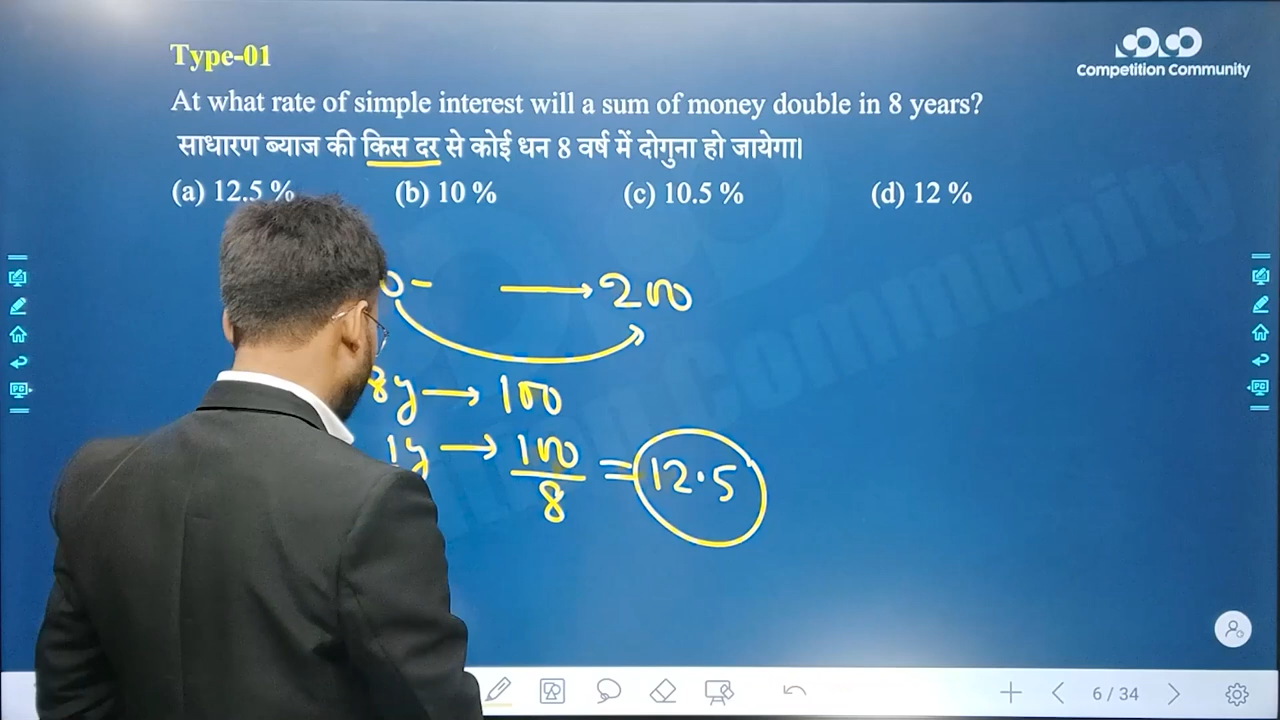 Type-01
Competition Community
At what rate of simple interest will a sum of money double in 8 years?
साधारण ब्याज की किस दर से कोई धन 8 वर्ष में दोगुना हो जायेगा।
(a) 12.5 % (b) 10 % (c) 10.5 % (d) 12 %
0 - → 200
8y → 100
1y → 100/8 = 12.5
6 / 34